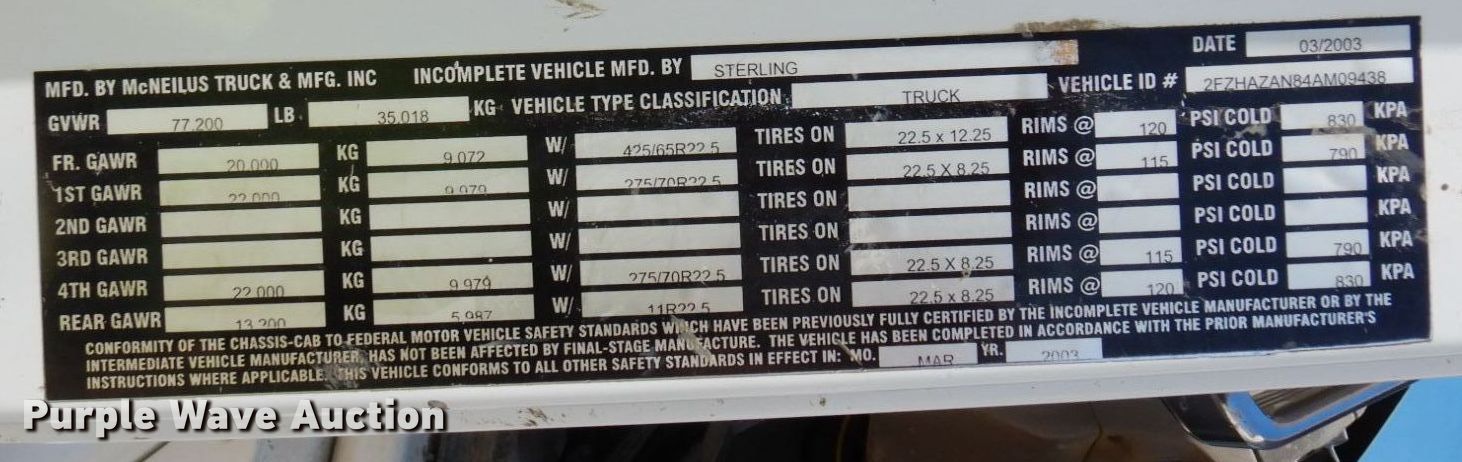 MFD. BY McNEILUS TRUCK & MFG. INC INCOMPLETE VEHICLE MFD. BY STERLING DATE 03/2003
GVWR 77,200 LB 35,018 KG VEHICLE TYPE CLASSIFICATION TRUCK VEHICLE ID # 2FZHAZAN84AM09438
FR. GAWR 20,000 KG 9,072 W/ 425/65R22.5 TIRES ON 22.5 x 12.25 RIMS @ 120 PSI COLD 830 KPA
1ST GAWR 22,000 KG 9,979 W/ 275/70R22.5 TIRES ON 22.5 X 8.25 RIMS @ 115 PSI COLD 790 KPA
2ND GAWR KG W/ TIRES ON RIMS @ PSI COLD KPA
3RD GAWR KG W/ TIRES ON RIMS @ PSI COLD KPA
4TH GAWR 22,000 KG 9,979 W/ 275/70R22.5 TIRES ON 22.5 X 8.25 RIMS @ 115 PSI COLD 790 KPA
REAR GAWR 13,200 KG 5,987 W/ 11R22.5 TIRES ON 22.5 x 8.25 RIMS @ 120 PSI COLD 830 KPA
CONFORMITY OF THE CHASSIS-CAB TO FEDERAL MOTOR VEHICLE SAFETY STANDARDS WHICH HAVE BEEN PREVIOUSLY FULLY CERTIFIED BY THE INCOMPLETE VEHICLE MANUFACTURER OR BY THE
INTERMEDIATE VEHICLE MANUFACTURER, HAS NOT BEEN AFFECTED BY FINAL-STAGE MANUFACTURE. THE VEHICLE HAS BEEN COMPLETED IN ACCORDANCE WITH THE PRIOR MANUFACTURER'S
INSTRUCTIONS WHERE APPLICABLE. THIS VEHICLE CONFORMS TO ALL OTHER SAFETY STANDARDS IN EFFECT IN: MO. MAR YR. 2003
Purple Wave Auction